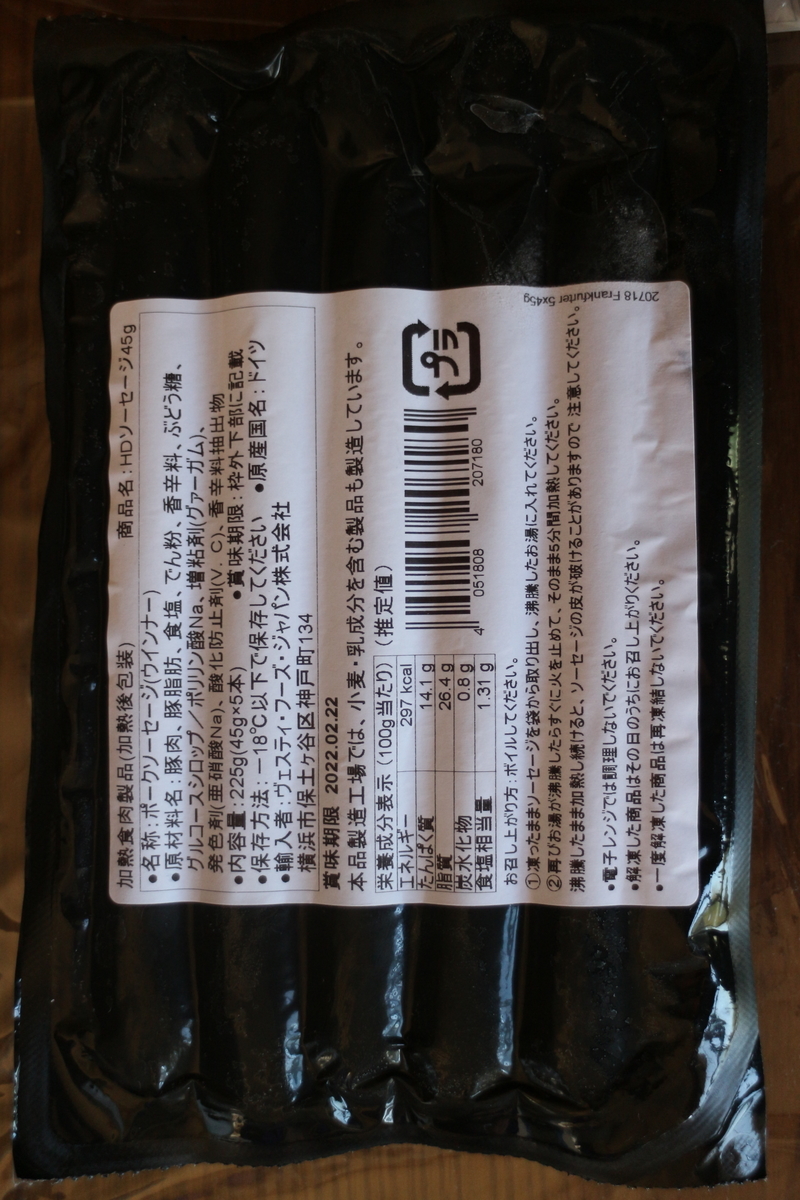 加熱食肉製品(加熱後包装) 商品名:HDソーセージ45g
•名称:ポークソーセージ(ウインナー)
•原材料名:豚肉、豚脂肪、食塩、でん粉、香辛料、ぶどう糖、
グルコースシロップ/ポリリン酸Na、増粘剤(グァーガム)、
発色剤(亜硝酸Na)、酸化防止剤(V.C)、香辛料抽出物
•内容量:225g(45g×5本) •賞味期限:枠外下部に記載
•保存方法:−18℃以下で保存してください •原産国名:ドイツ
•輸入者:ヴェスティ・フーズ・ジャパン株式会社
横浜市保土ヶ谷区神戸町134
賞味期限 2022.02.22
本品製造工場では、小麦・乳成分を含む製品も製造しています。
栄養成分表示(100g当たり)(推定値)
エネルギー 297 kcal
たんぱく質 14.1 g
脂質 26.4 g
炭水化物 0.8 g
食塩相当量 1.31 g
4 051808 207180
プラ
お召し上がり方:ボイルしてください。
①凍ったままソーセージを袋から取り出し、沸騰したお湯に入れてください。
②再びお湯が沸騰したらすぐに火を止めて、そのまま5分間加熱してください。
沸騰したまま加熱し続けると、ソーセージの皮が破けることがありますので 注意してください。
•電子レンジでは調理しないでください。
•解凍した商品はその日のうちにお召し上がりください。
•一度解凍した商品は再凍結しないでください。
20718 Frankfurter 5x45g